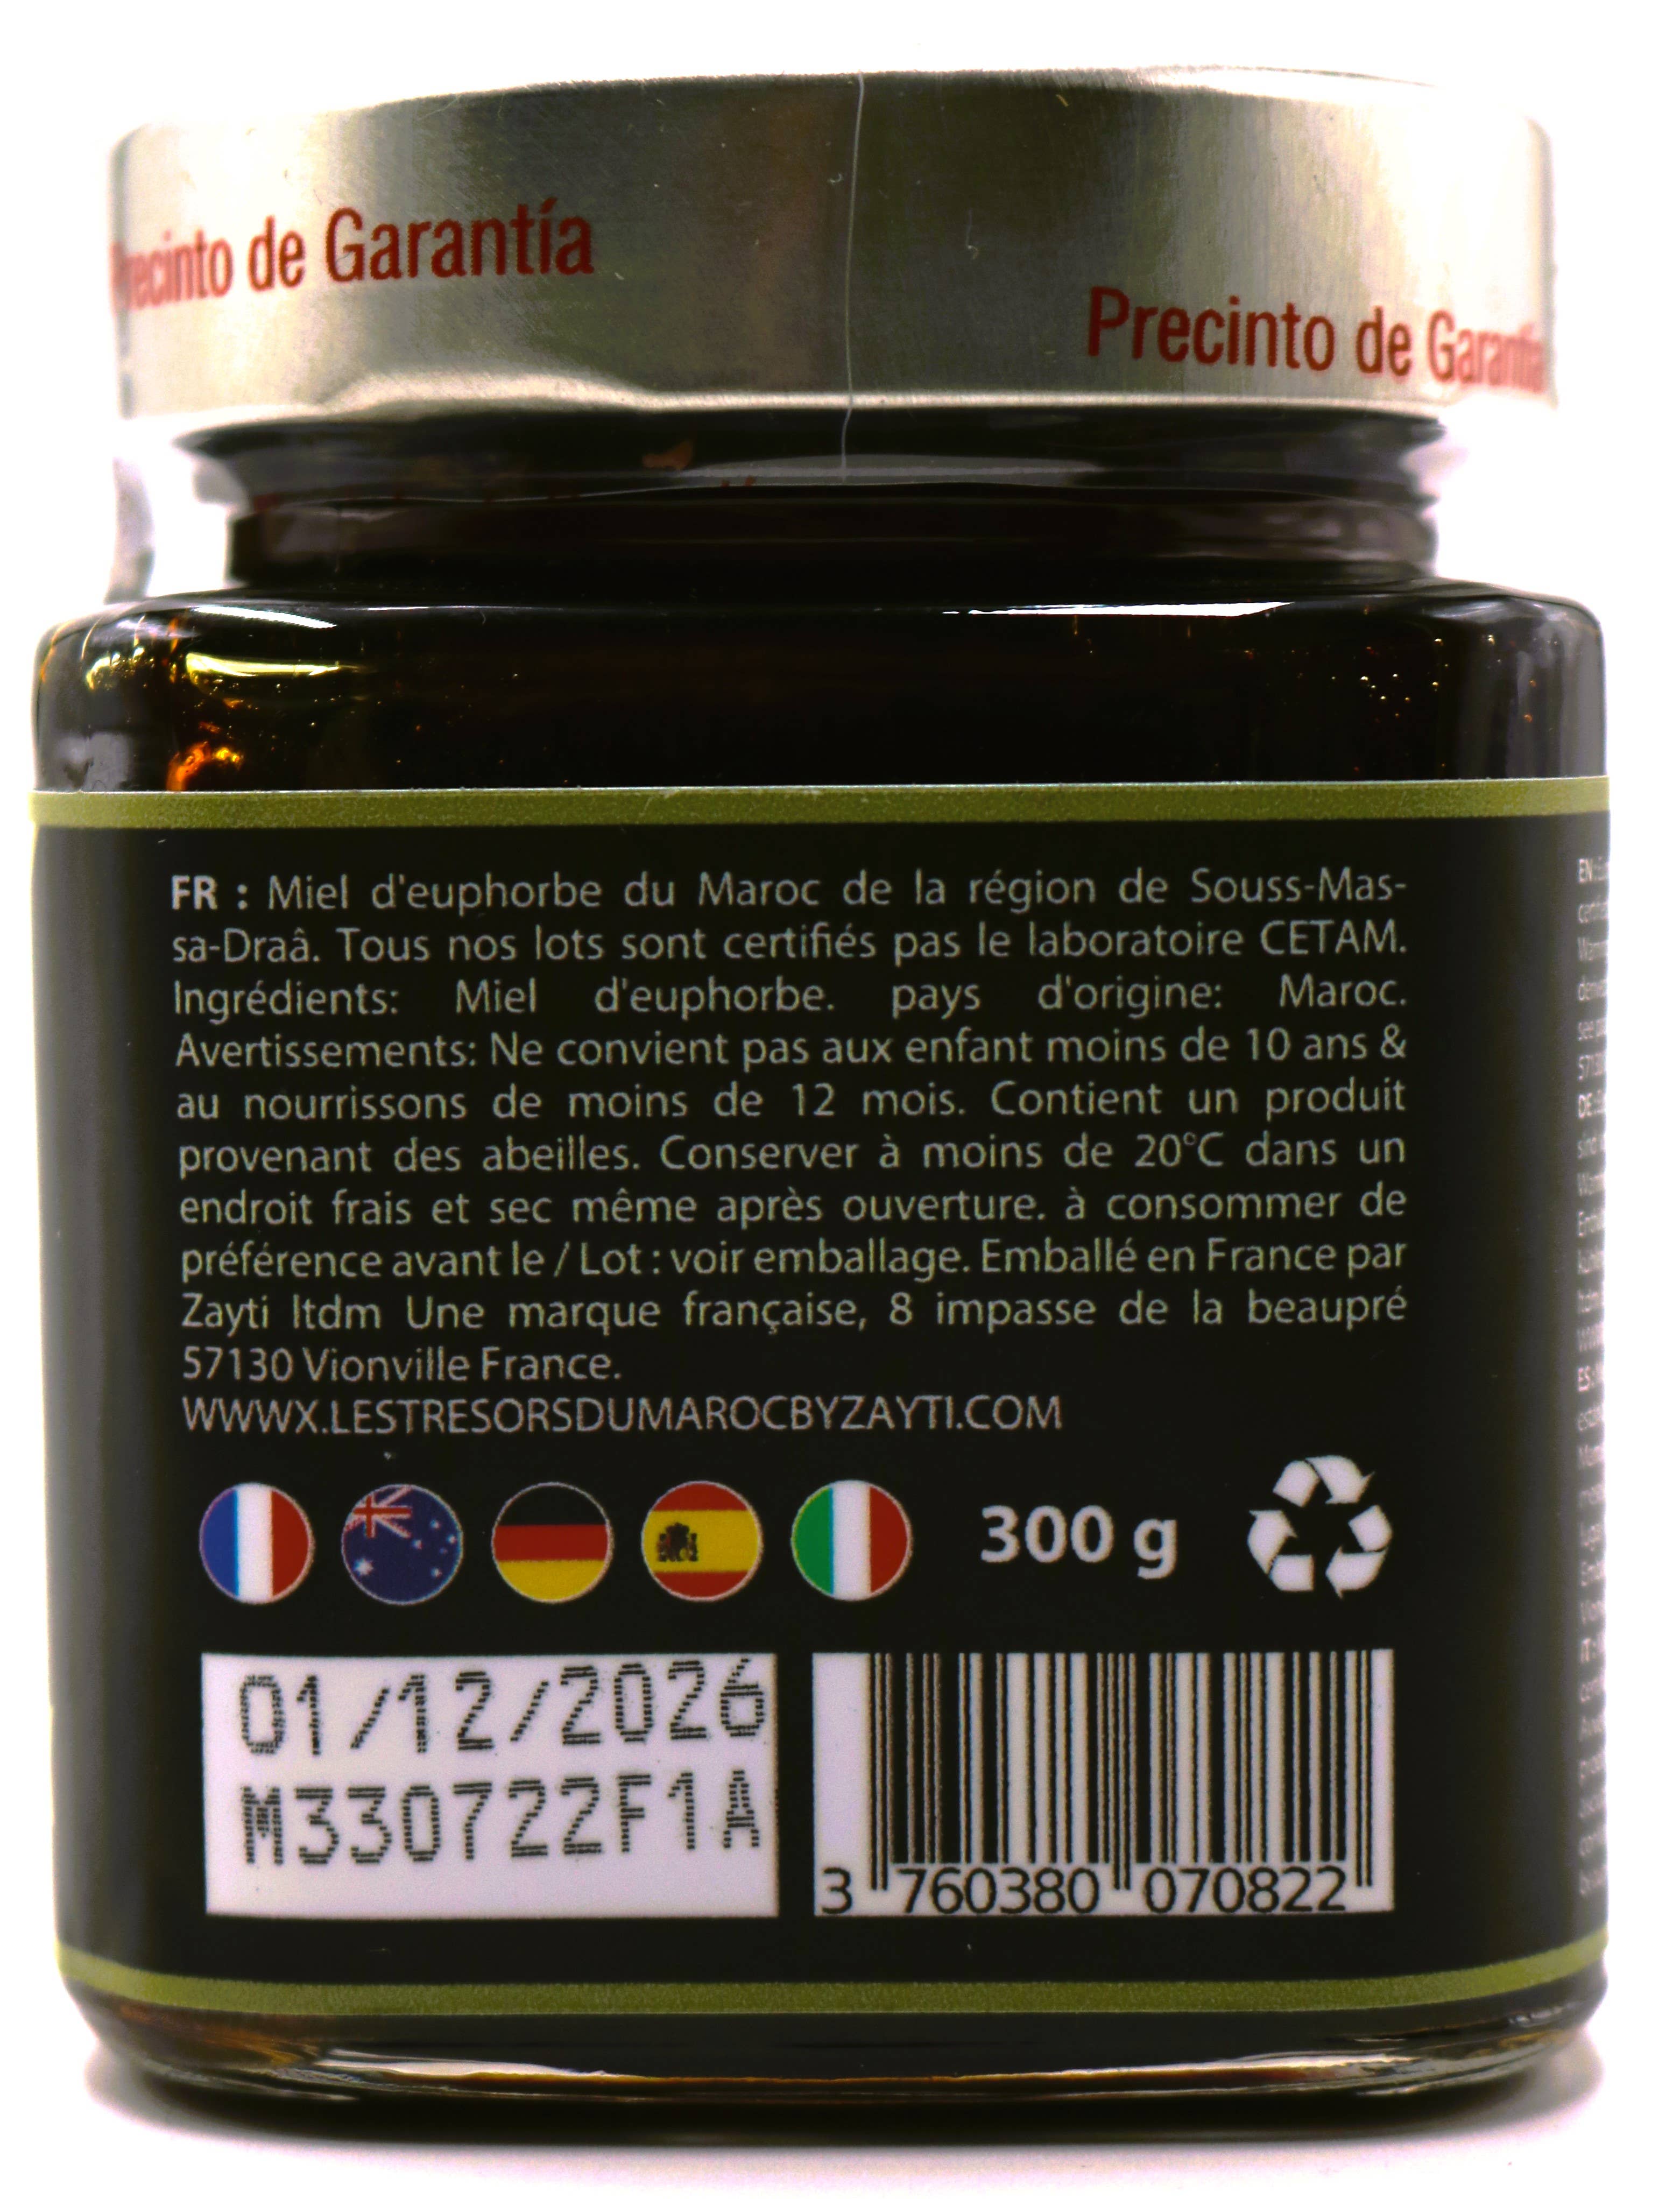 Precinto de Garantía
Precinto de Garantía
FR : Miel d'euphorbe du Maroc de la région de Souss-Mas-
sa-Draâ. Tous nos lots sont certifiés pas le laboratoire CETAM.
Ingrédients: Miel d'euphorbe. pays d'origine: Maroc.
Avertissements: Ne convient pas aux enfant moins de 10 ans &
au nourrissons de moins de 12 mois. Contient un produit
provenant des abeilles. Conserver à moins de 20°C dans un
endroit frais et sec même après ouverture. à consommer de
préférence avant le / Lot : voir emballage. Emballé en France par
Zayti ltdm Une marque française, 8 impasse de la beaupré
57130 Vionville France.
WWWX.LESTRESORSDUMAROCBYZAYTI.COM
300 g
01/12/2026
M330722F1A
3 760380 070822
EN :
DE :
ES :
IT :